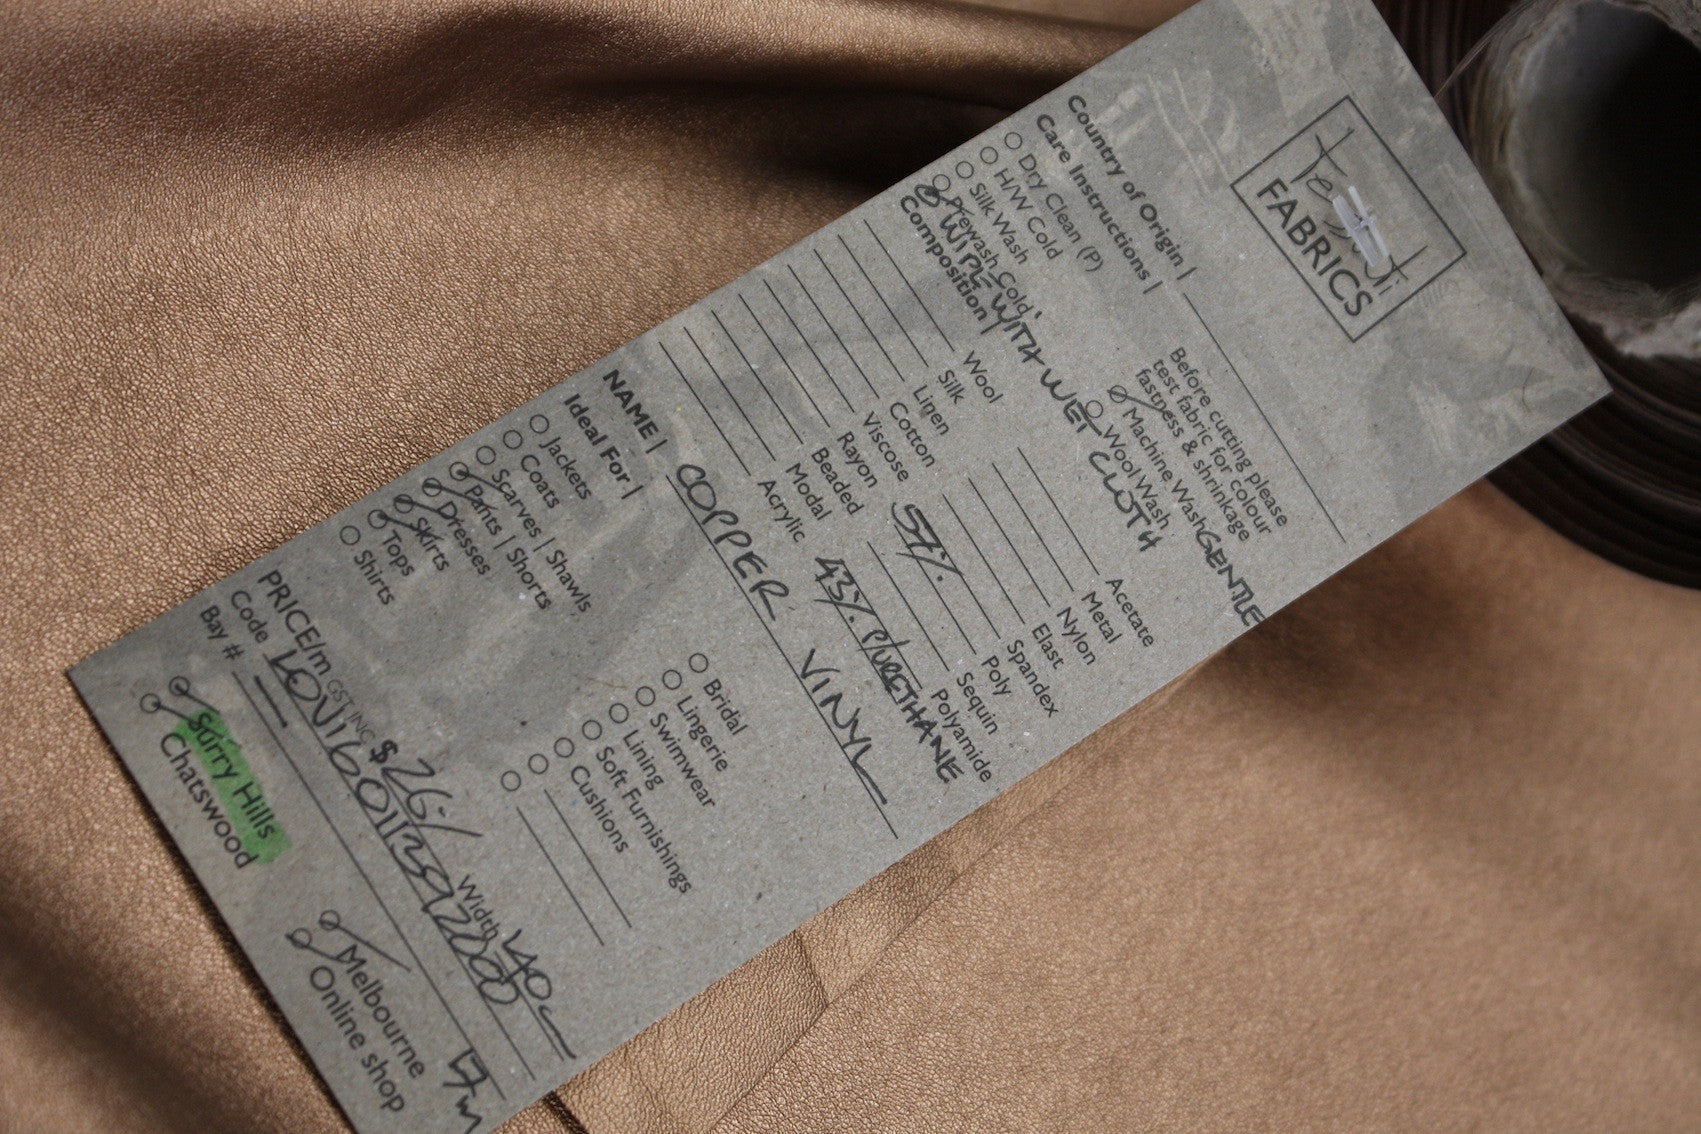 Tessuti
FABRICS
Country of Origin |
Care Instructions |
Before cutting please
test fabric for colour
fastness & shrinkage
Dry Clean (P)
H/W Cold
Silk Wash
Prewash Cold
Machine Wash GENTLE
Wool Wash
WIPE WITH WET CLOTH
Composition |
Wool
Silk
Linen
Cotton
Viscose
Rayon
Beaded
Modal
Acrylic
Acetate
Metal
Nylon
Elast
Spandex
57% Poly
Sequin
Polyamide
43% P/URETHANE
NAME | COPPER VINYL
Ideal For |
Jackets
Coats
Scarves | Shawls
Pants | Shorts
Dresses
Skirts
Tops
Shirts
Bridal
Lingerie
Swimwear
Lining
Soft Furnishings
Cushions
PRICE/m GST INC $26.
Width 140c
Code
Bay #
17m
Surry Hills
Chatswood
Melbourne
Online shop